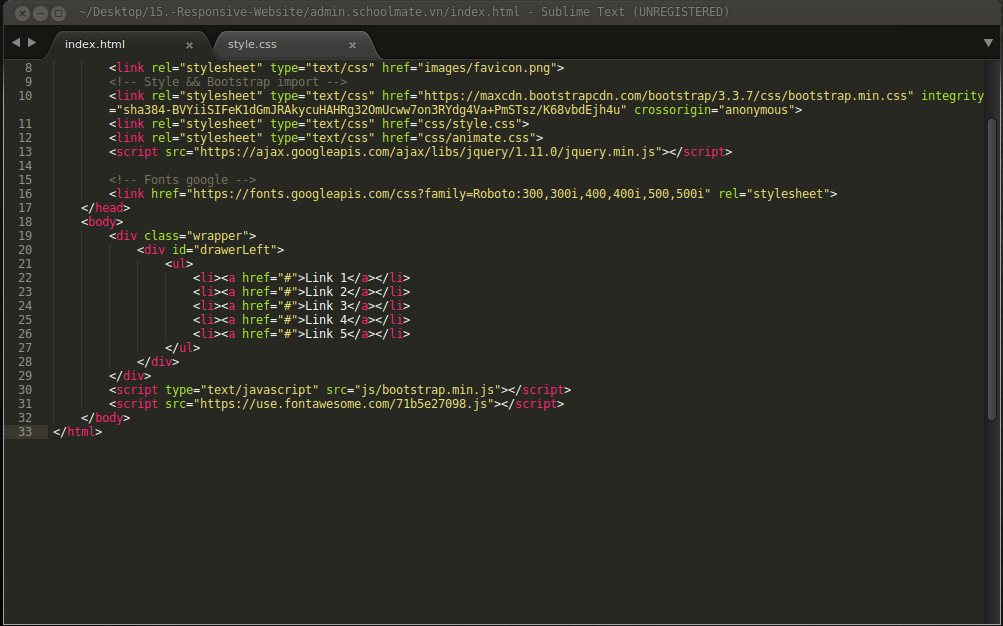 ~/Desktop/15.-Responsive-Website/admin.schoolmate.vn/index.html - Sublime Text (UNREGISTERED)
index.html × style.css ×
8 <link rel="stylesheet" type="text/css" href="images/favicon.png">
9 <!-- Style && Bootstrap import -->
10 <link rel="stylesheet" type="text/css" href="https://maxcdn.bootstrapcdn.com/bootstrap/3.3.7/css/bootstrap.min.css" integrity
="sha384-BVYiiSIFeK1dGmJRAkycuHAHRg32OmUcww7on3RYdg4Va+PmSTsz/K68vbdEjh4u" crossorigin="anonymous">
11 <link rel="stylesheet" type="text/css" href="css/style.css">
12 <link rel="stylesheet" type="text/css" href="css/animate.css">
13 <script src="https://ajax.googleapis.com/ajax/libs/jquery/1.11.0/jquery.min.js"></script>
14
15 <!-- Fonts google -->
16 <link href="https://fonts.googleapis.com/css?family=Roboto:300,300i,400,400i,500,500i" rel="stylesheet">
17 </head>
18 <body>
19 <div class="wrapper">
20 <div id="drawerLeft">
21 <ul>
22 <li><a href="#">Link 1</a></li>
23 <li><a href="#">Link 2</a></li>
24 <li><a href="#">Link 3</a></li>
25 <li><a href="#">Link 4</a></li>
26 <li><a href="#">Link 5</a></li>
27 </ul>
28 </div>
29 </div>
30 <script type="text/javascript" src="js/bootstrap.min.js"></script>
31 <script src="https://use.fontawesome.com/71b5e27098.js"></script>
32 </body>
33 </html>